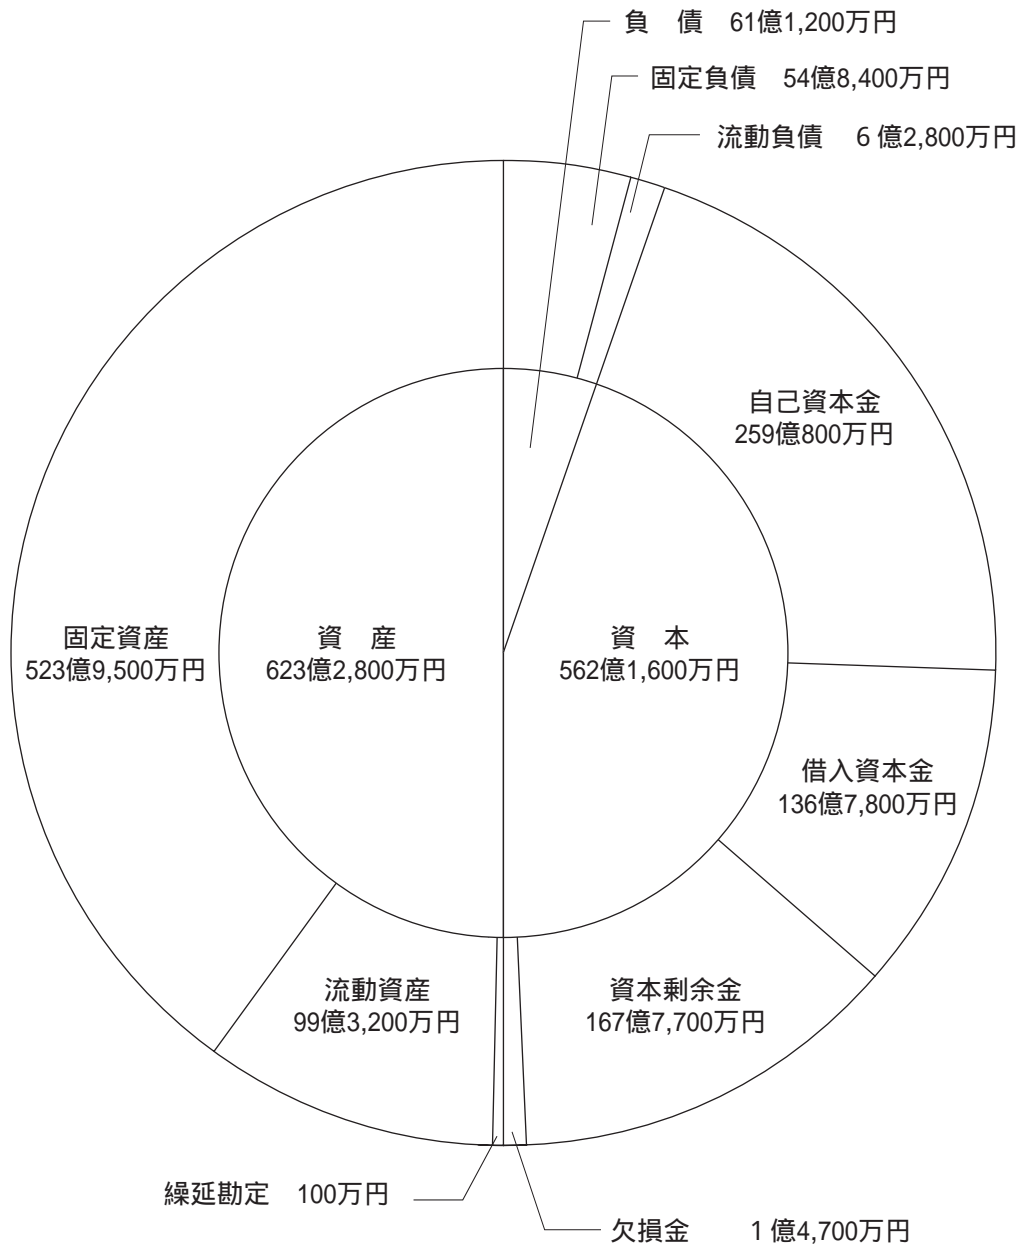 負　債　61億1,200万円
固定負債　54億8,400万円
流動負債　６億2,800万円
自己資本金
259億800万円
固定資産
523億9,500万円
資　産
623億2,800万円
資　本
562億1,600万円
借入資本金
136億7,800万円
流動資産
99億3,200万円
資本剰余金
167億7,700万円
繰延勘定　100万円
欠損金　　１億4,700万円